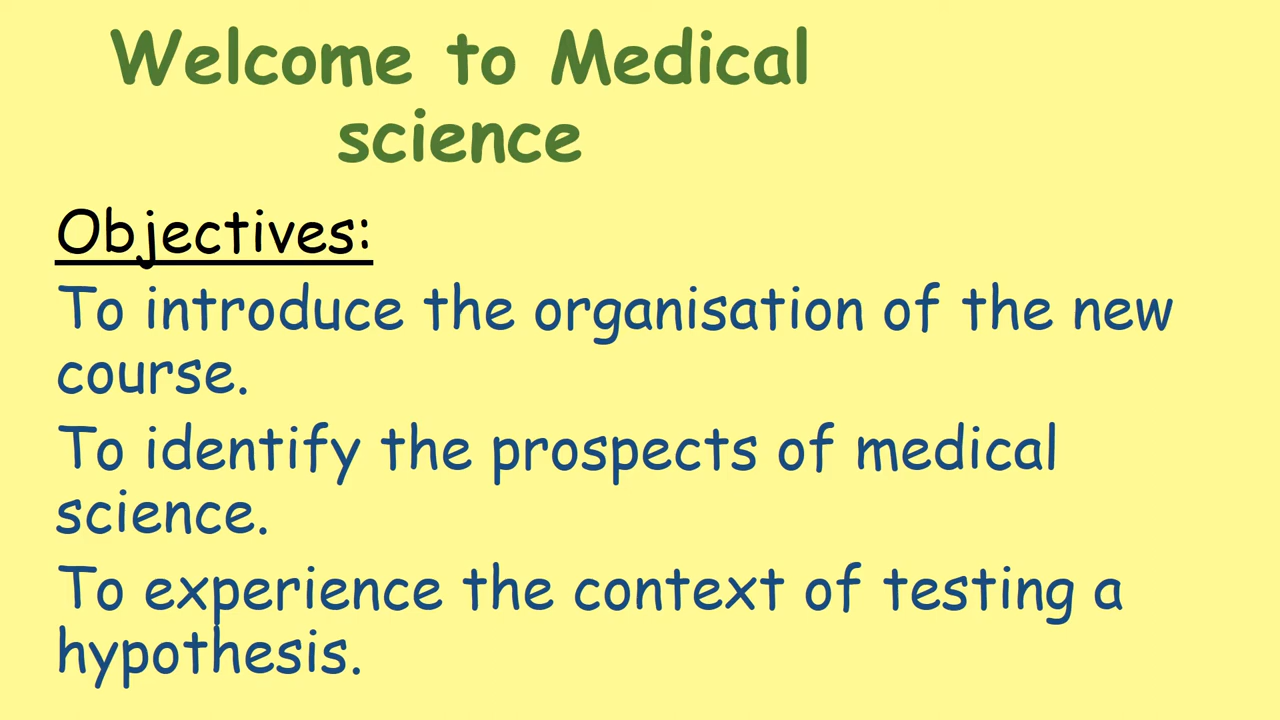 Welcome to Medical
science
Objectives:
To introduce the organisation of the new
course.
To identify the prospects of medical
science.
To experience the context of testing a
hypothesis.